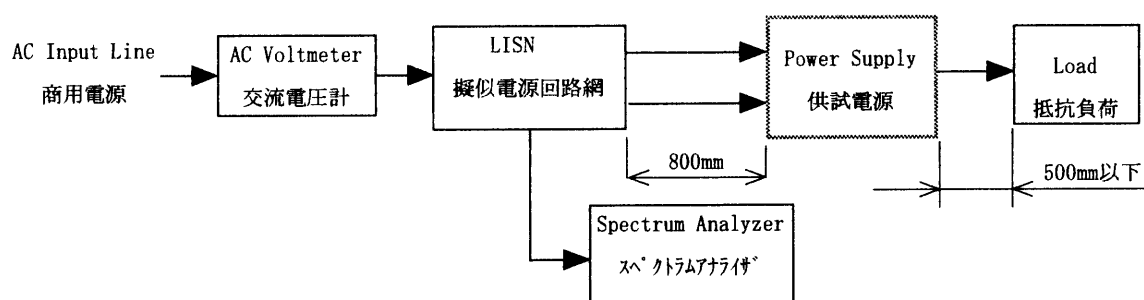 AC Input Line
商用電源
AC Voltmeter
交流電圧計
LISN
擬似電源回路網
Power Supply
供試電源
Load
抵抗負荷
800mm
500mm以下
Spectrum Analyzer
ｽﾍﾟｸﾄﾗﾑｱﾅﾗｲｻﾞ